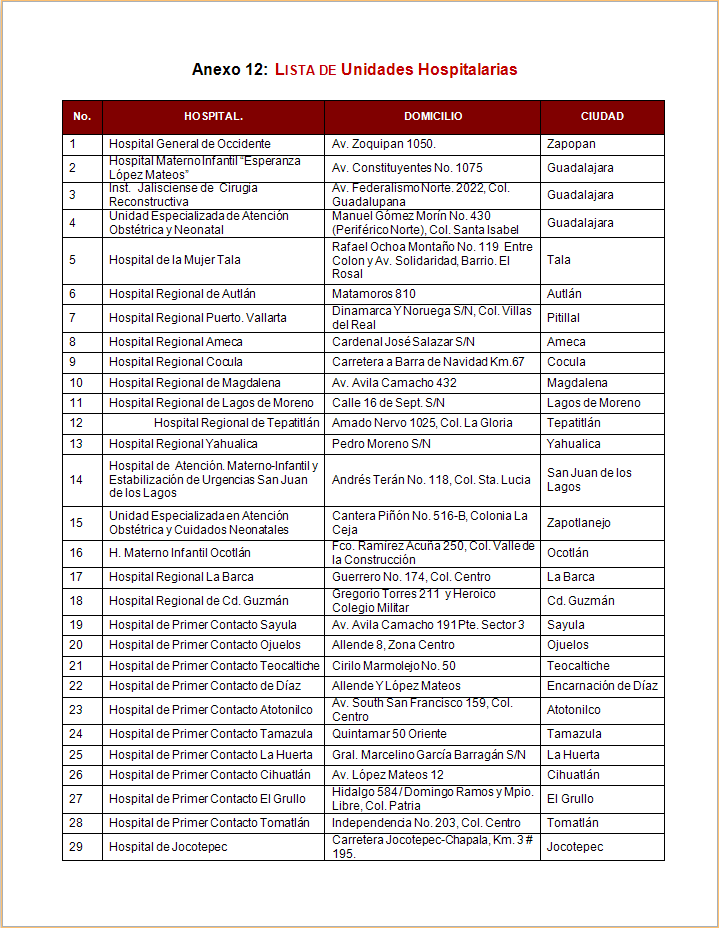 Anexo 12: LISTA DE Unidades Hospitalarias
No. HOSPITAL. DOMICILIO CIUDAD
1 Hospital General de Occidente Av. Zoquipan 1050. Zapopan
2 Hospital Materno Infantil “Esperanza López Mateos” Av. Constituyentes No. 1075 Guadalajara
3 Inst. Jalisciense de Cirugia Reconstructiva Av. Federalismo Norte. 2022, Col. Guadalupana Guadalajara
4 Unidad Especializada de Atención Obstétrica y Neonatal Manuel Gómez Morín No. 430 (Periférico Norte), Col. Santa Isabel Guadalajara
5 Hospital de la Mujer Tala Rafael Ochoa Montaño No. 119 Entre Colon y Av. Solidaridad, Barrio. El Rosal Tala
6 Hospital Regional de Autlán Matamoros 810 Autlán
7 Hospital Regional Puerto. Vallarta Dinamarca Y Noruega S/N, Col. Villas del Real Pitillal
8 Hospital Regional Ameca Cardenal José Salazar S/N Ameca
9 Hospital Regional Cocula Carretera a Barra de Navidad Km.67 Cocula
10 Hospital Regional de Magdalena Av. Avila Camacho 432 Magdalena
11 Hospital Regional de Lagos de Moreno Calle 16 de Sept. S/N Lagos de Moreno
12 Hospital Regional de Tepatitlán Amado Nervo 1025, Col. La Gloria Tepatitlán
13 Hospital Regional Yahualica Pedro Moreno S/N Yahualica
14 Hospital de Atención. Materno-Infantil y Estabilización de Urgencias San Juan de los Lagos Andrés Terán No. 118, Col. Sta. Lucia San Juan de los Lagos
15 Unidad Especializada en Atención Obstétrica y Cuidados Neonatales Cantera Piñón No. 516-B, Colonia La Ceja Zapotlanejo
16 H. Materno Infantil Ocotlán Fco. Ramirez Acuña 250, Col. Valle de la Construcción Ocotlán
17 Hospital Regional La Barca Guerrero No. 174, Col. Centro La Barca
18 Hospital Regional de Cd. Guzmán Gregorio Torres 211 y Heroico Colegio Militar Cd. Guzmán
19 Hospital de Primer Contacto Sayula Av. Avila Camacho 191 Pte. Sector 3 Sayula
20 Hospital de Primer Contacto Ojuelos Allende 8, Zona Centro Ojuelos
21 Hospital de Primer Contacto Teocaltiche Cirilo Marmolejo No. 50 Teocaltiche
22 Hospital de Primer Contacto de Díaz Allende Y López Mateos Encarnación de Díaz
23 Hospital de Primer Contacto Atotonilco Av. South San Francisco 159, Col. Centro Atotonilco
24 Hospital de Primer Contacto Tamazula Quintamar 50 Oriente Tamazula
25 Hospital de Primer Contacto La Huerta Gral. Marcelino García Barragán S/N La Huerta
26 Hospital de Primer Contacto Cihuatlán Av. López Mateos 12 Cihuatlán
27 Hospital de Primer Contacto El Grullo Hidalgo 584 / Domingo Ramos y Mpio. Libre, Col. Patria El Grullo
28 Hospital de Primer Contacto Tomatlán Independencia No. 203, Col. Centro Tomatlán
29 Hospital de Jocotepec Carretera Jocotepec-Chapala, Km. 3 # 195. Jocotepec